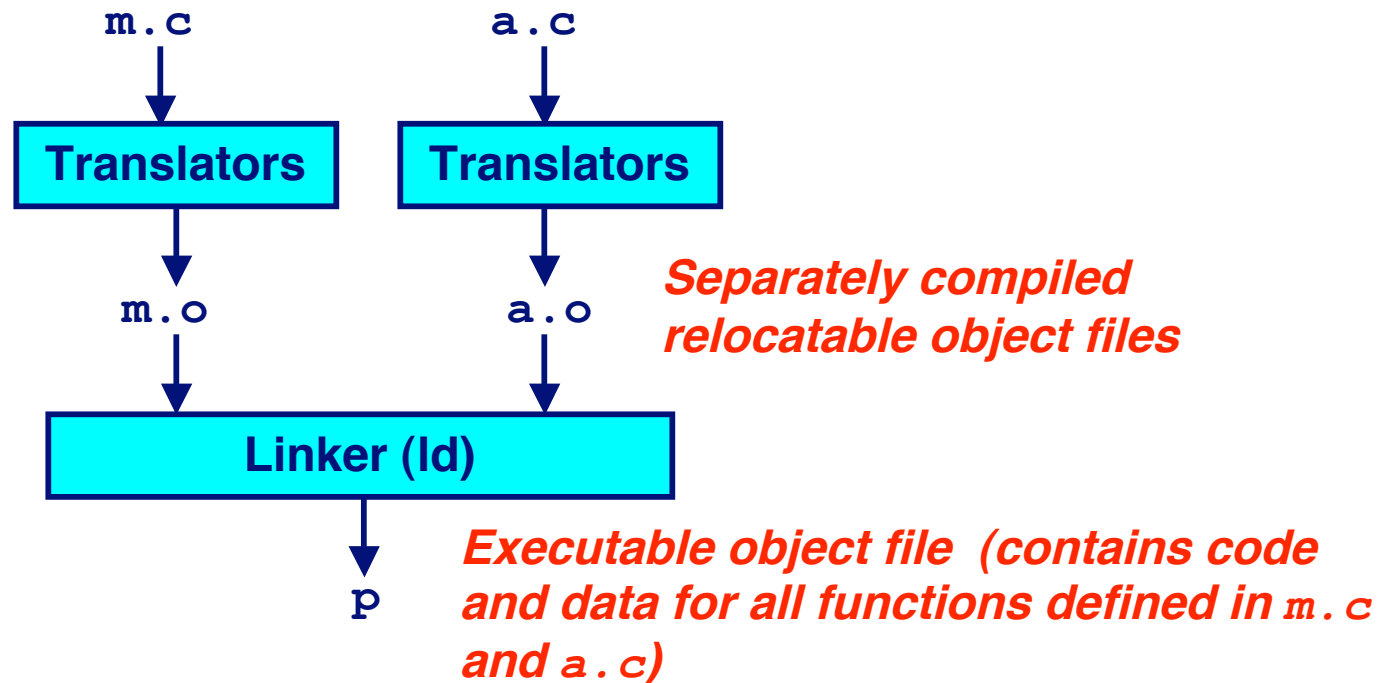 m.c
a.c
Translators
Translators
m.o
a.o
Separately compiled
relocatable object files
Linker (ld)
p
Executable object file (contains code
and data for all functions defined in m.c
and a.c)